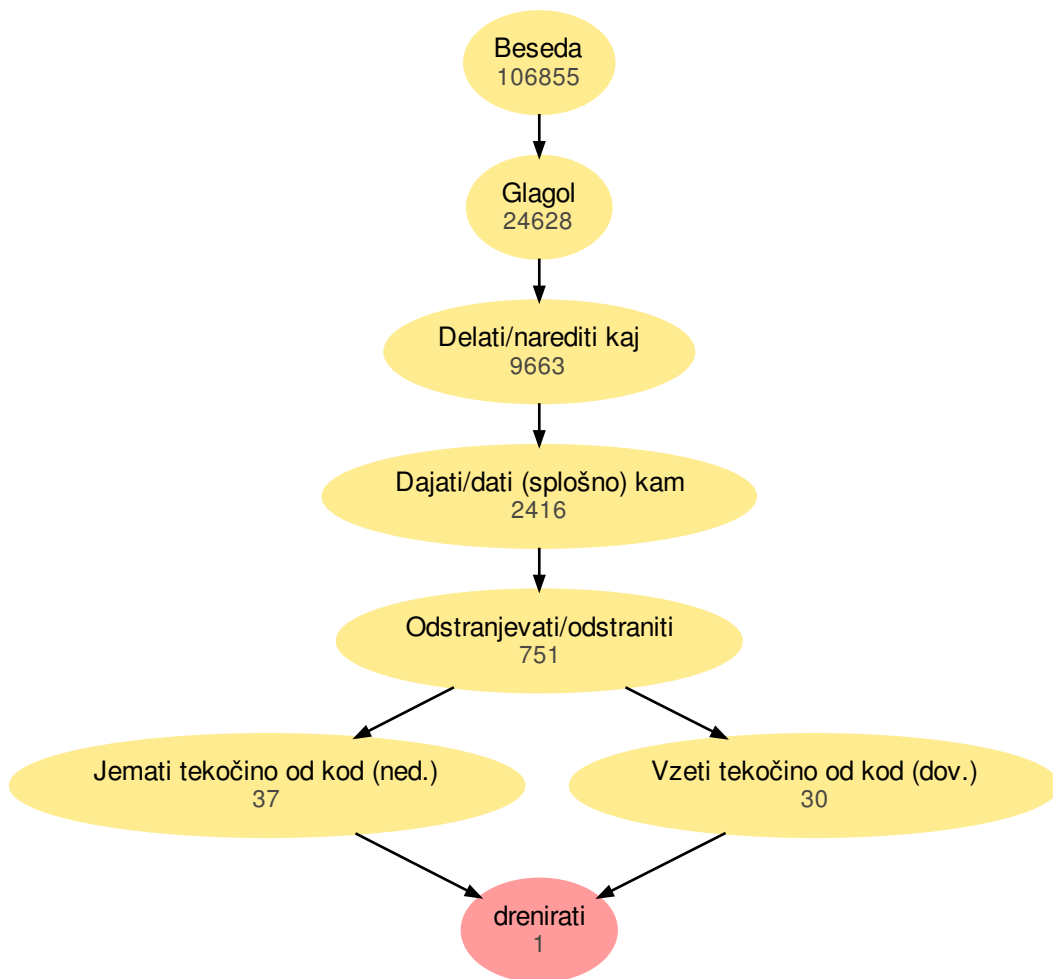 Beseda
106855
Glagol
24628
Delati/narediti kaj
9663
Dajati/dati (splošno) kam
2416
Odstranjevati/odstraniti
751
Jemati tekočino od kod (ned.)
37
Vzeti tekočino od kod (dov.)
30
drenirati
1